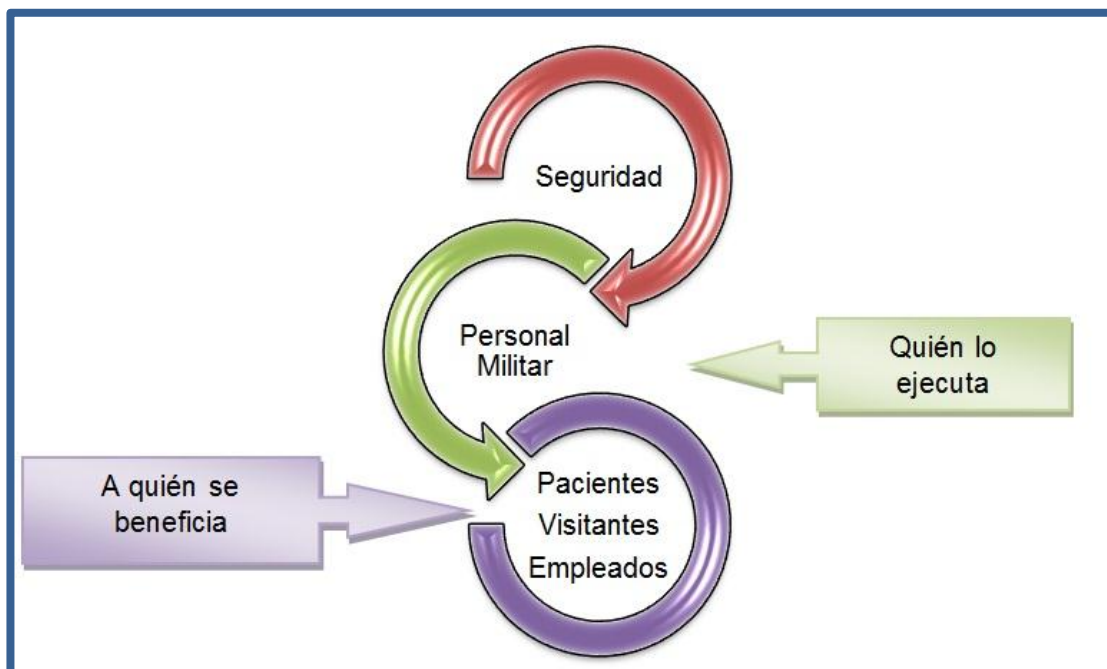 Seguridad
Personal
Militar
Quién lo
ejecuta
A quién se
beneficia
Pacientes
Visitantes
Empleados